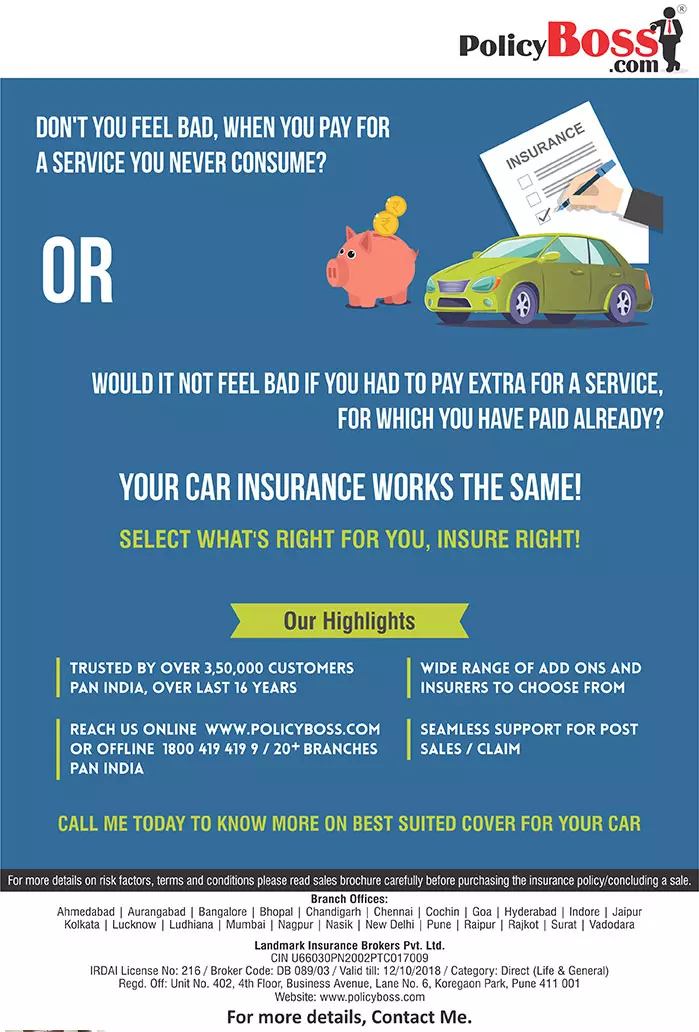 PolicyBoss®
.com
DON'T YOU FEEL BAD, WHEN YOU PAY FOR
A SERVICE YOU NEVER CONSUME?
INSURANCE
OR
WOULD IT NOT FEEL BAD IF YOU HAD TO PAY EXTRA FOR A SERVICE,
FOR WHICH YOU HAVE PAID ALREADY?
YOUR CAR INSURANCE WORKS THE SAME!
SELECT WHAT'S RIGHT FOR YOU, INSURE RIGHT!
Our Highlights
TRUSTED BY OVER 3,50,000 CUSTOMERS
PAN INDIA, OVER LAST 16 YEARS
WIDE RANGE OF ADD ONS AND
INSURERS TO CHOOSE FROM
REACH US ONLINE WWW.POLICYBOSS.COM
OR OFFLINE 1800 419 419 9 / 20+ BRANCHES
PAN INDIA
SEAMLESS SUPPORT FOR POST
SALES / CLAIM
CALL ME TODAY TO KNOW MORE ON BEST SUITED COVER FOR YOUR CAR
For more details on risk factors, terms and conditions please read sales brochure carefully before purchasing the insurance policy/concluding a sale.
Branch Offices:
Ahmedabad | Aurangabad | Bangalore | Bhopal | Chandigarh | Chennai | Cochin | Goa | Hyderabad | Indore | Jaipur
Kolkata | Lucknow | Ludhiana | Mumbai | Nagpur | Nasik | New Delhi | Pune | Raipur | Rajkot | Surat | Vadodara
Landmark Insurance Brokers Pvt. Ltd.
CIN U66030PN2002PTC017009
IRDAI License No: 216 / Broker Code: DB 089/03 / Valid till: 12/10/2018 / Category: Direct (Life & General)
Regd. Off: Unit No. 402, 4th Floor, Business Avenue, Lane No. 6, Koregaon Park, Pune 411 001
Website: www.policyboss.com
For more details, Contact Me.